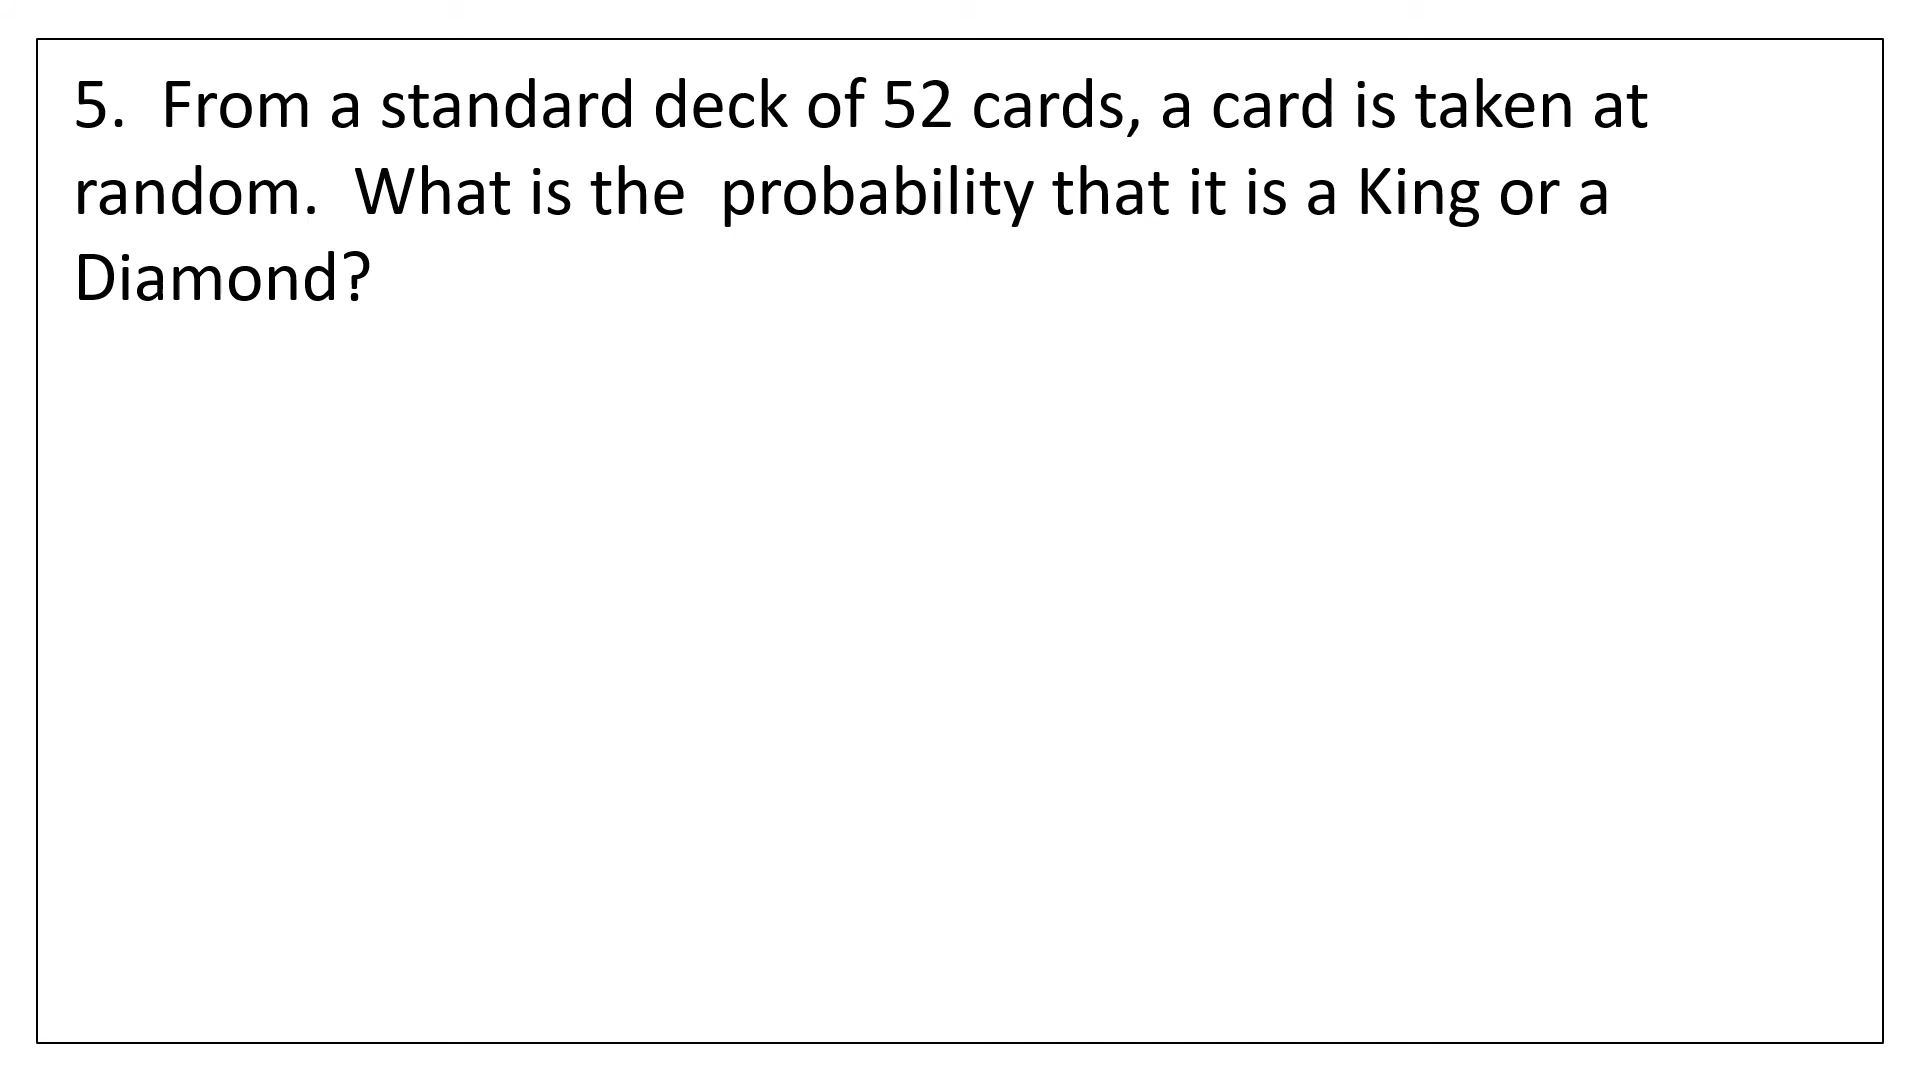 5.  From a standard deck of 52 cards, a card is taken at
random.  What is the  probability that it is a King or a
Diamond?